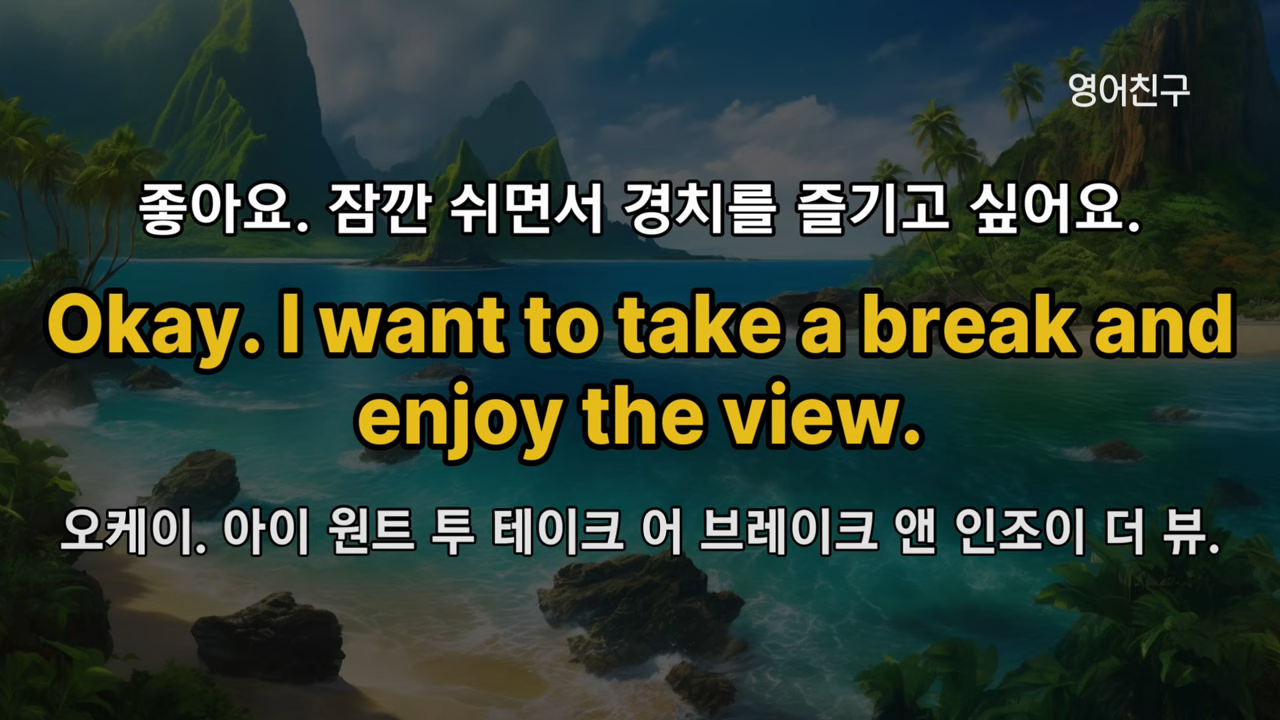 영어친구
좋아요. 잠깐 쉬면서 경치를 즐기고 싶어요.
Okay. I want to take a break and
enjoy the view.
오케이. 아이 원트 투 테이크 어 브레이크 앤 인조이 더 뷰.